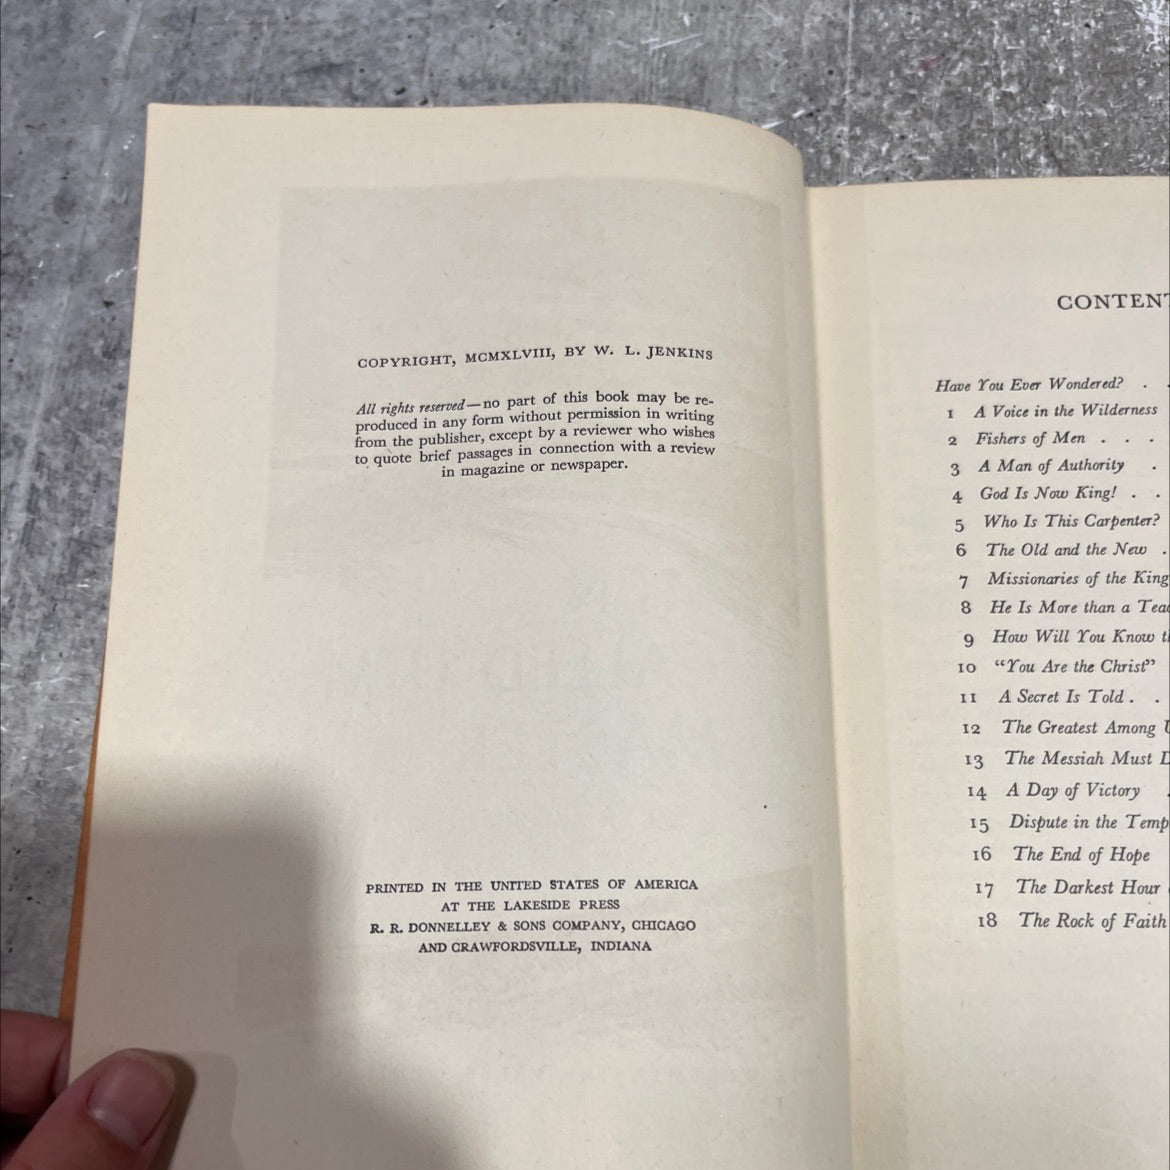 COPYRIGHT, MCMXLVIII, BY W. L. JENKINS
All rights reserved—no part of this book may be re-
produced in any form without permission in writing
from the publisher, except by a reviewer who wishes
to quote brief passages in connection with a review
in magazine or newspaper.
PRINTED IN THE UNITED STATES OF AMERICA
AT THE LAKESIDE PRESS
R. R. DONNELLEY & SONS COMPANY, CHICAGO
AND CRAWFORDSVILLE, INDIANA
CONTENT
Have You Ever Wondered? . .
1 A Voice in the Wilderness
2 Fishers of Men . . .
3 A Man of Authority .
4 God Is Now King! . .
5 Who Is This Carpenter?
6 The Old and the New .
7 Missionaries of the King
8 He Is More than a Tea
9 How Will You Know t
10 “You Are the Christ”
11 A Secret Is Told . .
12 The Greatest Among
13 The Messiah Must D
14 A Day of Victory .
15 Dispute in the Temp
16 The End of Hope
17 The Darkest Hour
18 The Rock of Faith